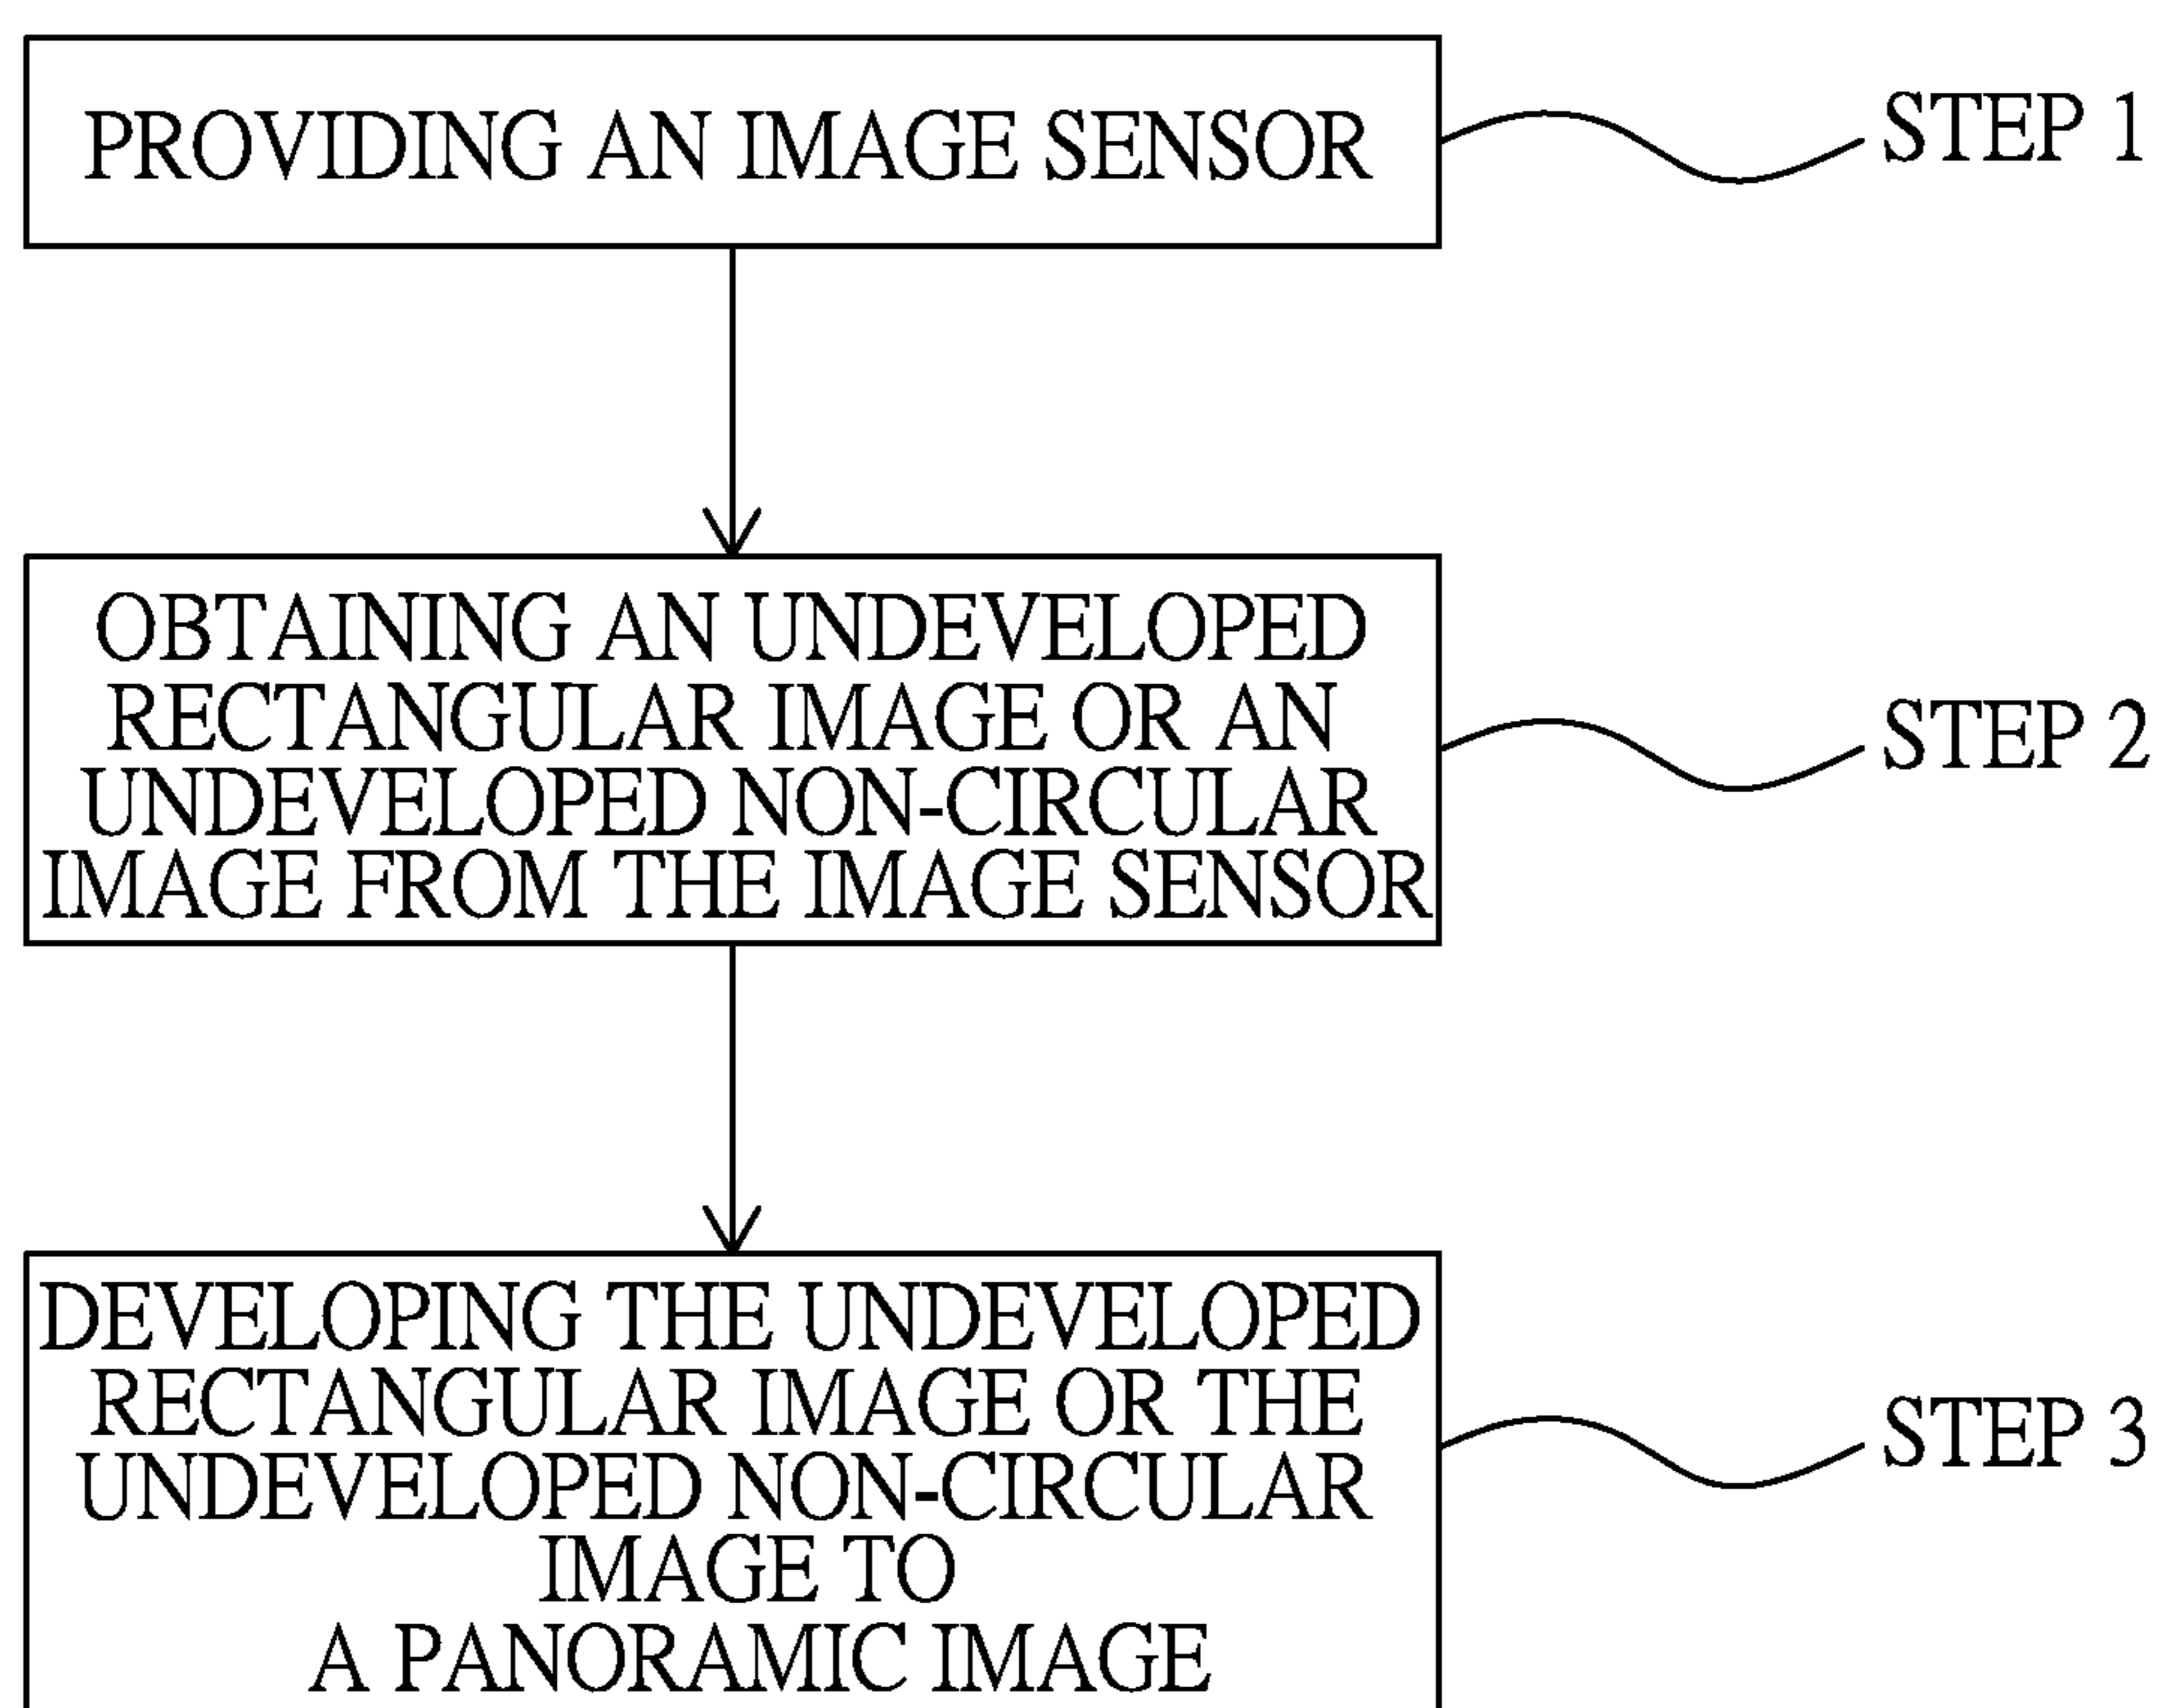 PROVIDING AN IMAGE SENSOR
STEP 1
OBTAINING AN UNDEVELOPED
RECTANGULAR IMAGE OR AN
UNDEVELOPED NON-CIRCULAR
IMAGE FROM THE IMAGE SENSOR
STEP 2
DEVELOPING THE UNDEVELOPED
RECTANGULAR IMAGE OR THE
UNDEVELOPED NON-CIRCULAR
IMAGE TO
A PANORAMIC IMAGE
STEP 3